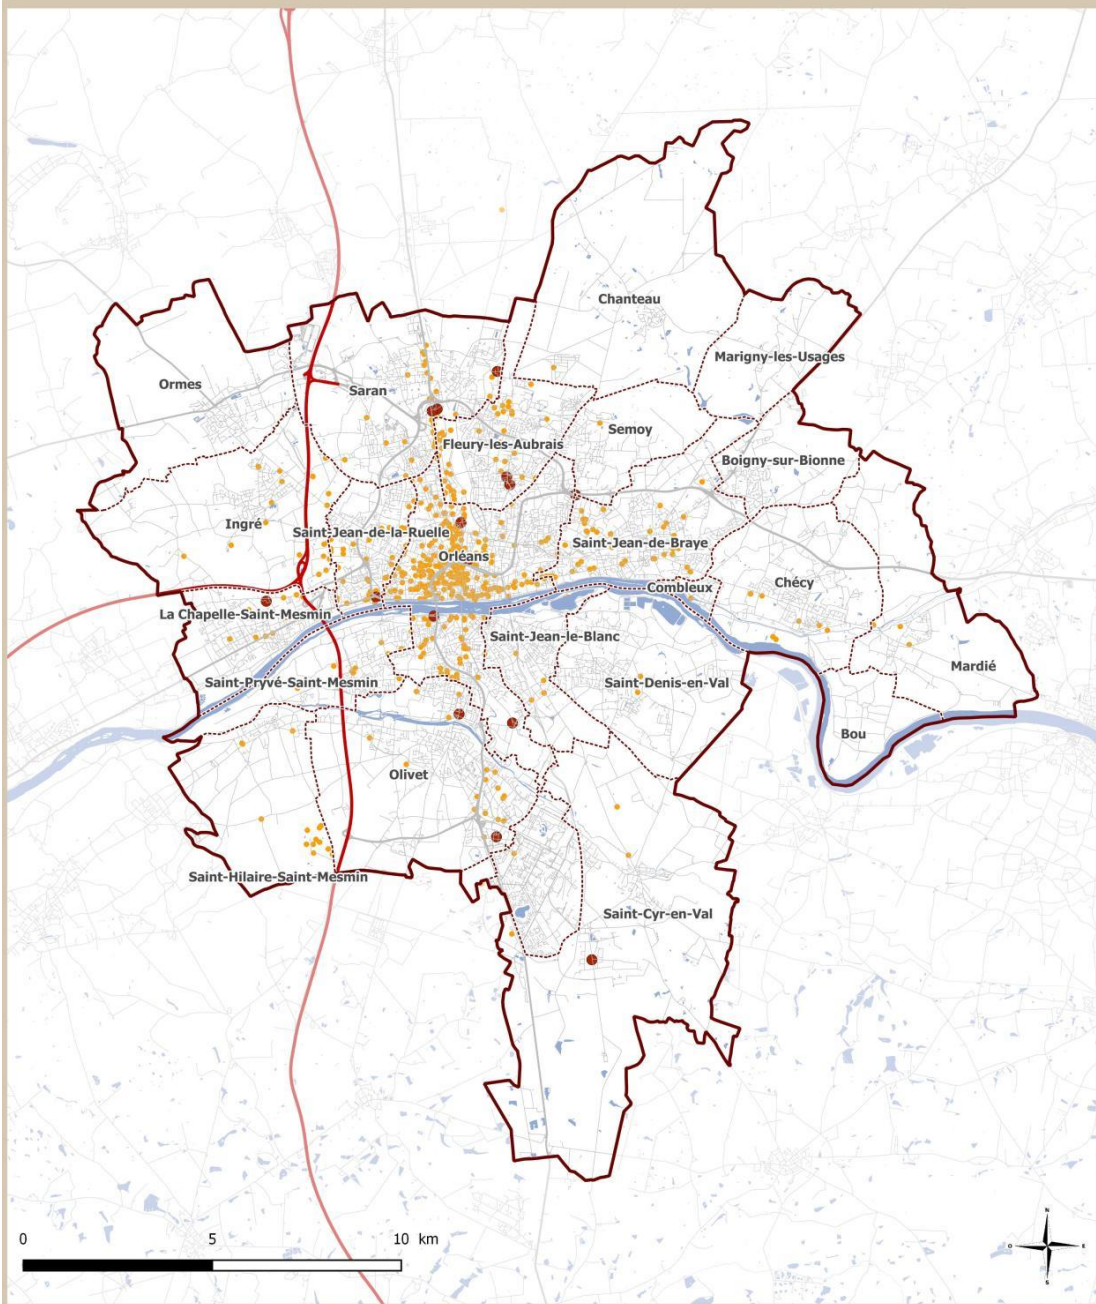 Chanteau
Marigny-les-Usages
Ormes
Saran
Semoy
Fleury-les-Aubrais
Boigny-sur-Bionne
Ingré
Saint-Jean-de-la-Ruelle
Saint-Jean-de-Braye
Orléans
Chécy
Combleux
La Chapelle-Saint-Mesmin
Saint-Jean-le-Blanc
Mardié
Saint-Pryvé-Saint-Mesmin
Saint-Denis-en-Val
Bou
Olivet
Saint-Hilaire-Saint-Mesmin
Saint-Cyr-en-Val
0 5 10 km
N
O E
S